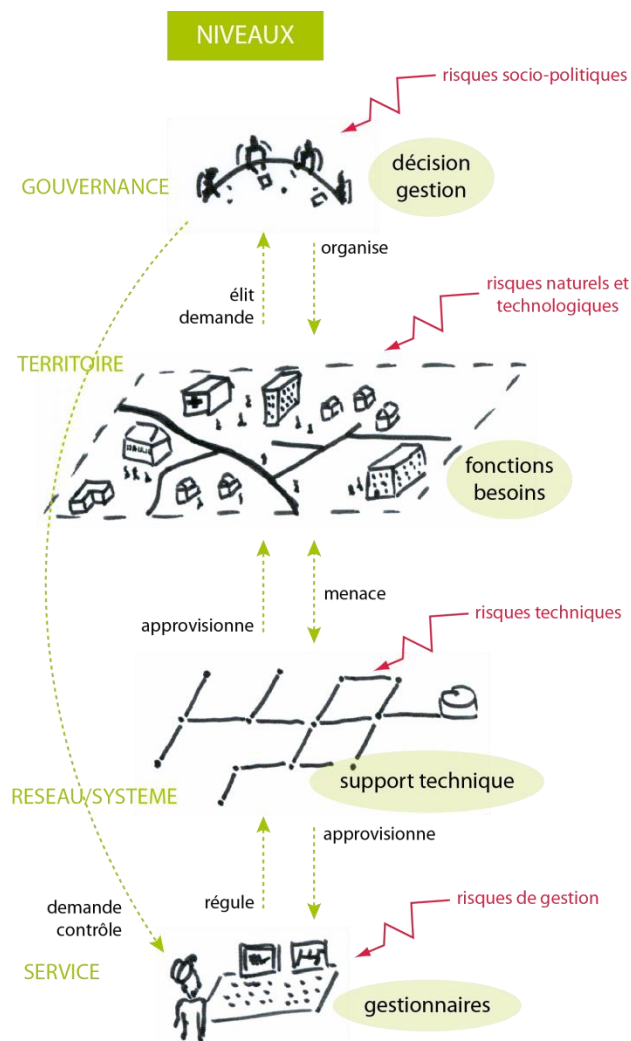 NIVEAUX
risques socio-politiques
décision
gestion
GOUVERNANCE
organise
élit
demande
risques naturels et
technologiques
TERRITOIRE
fonctions
besoins
menace
approvisionne
risques techniques
support technique
RESEAU/SYSTEME
approvisionne
régule
demande
contrôle
risques de gestion
SERVICE
gestionnaires